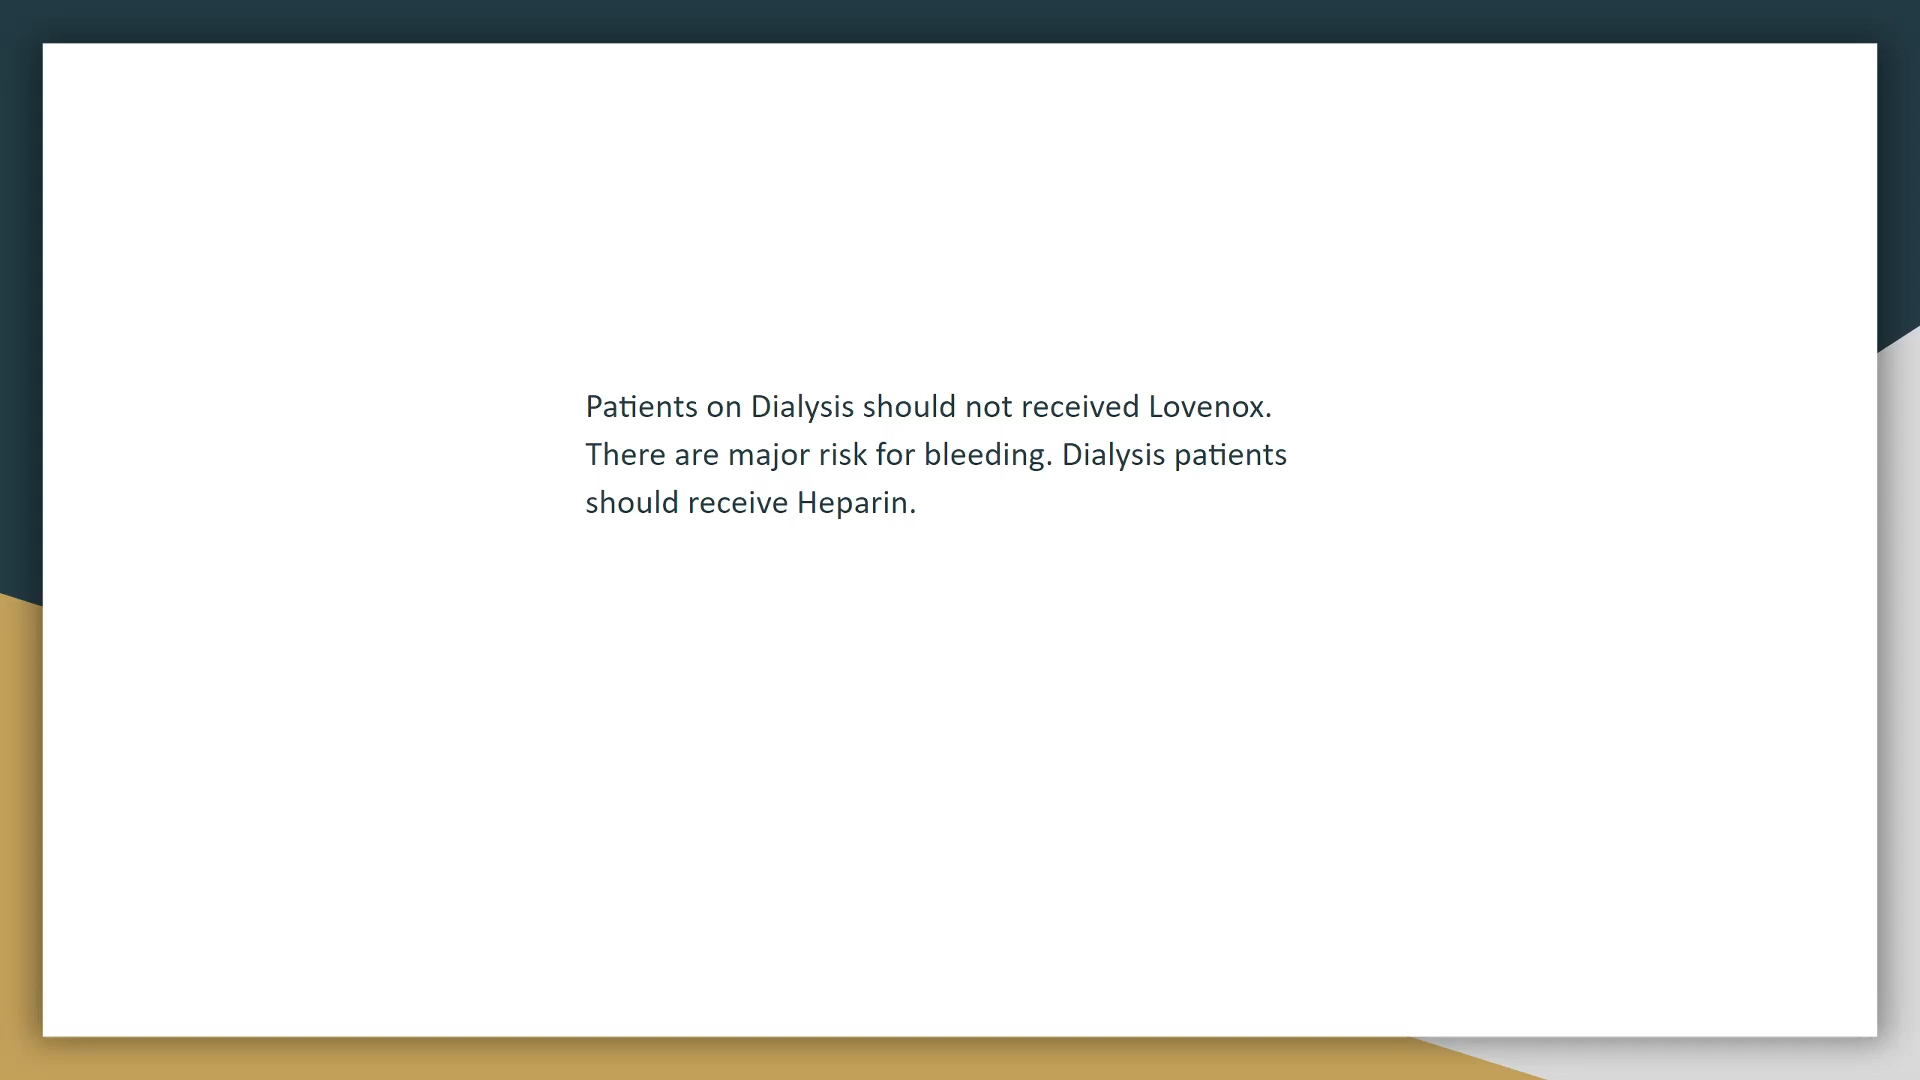 Patients on Dialysis should not received Lovenox.
There are major risk for bleeding. Dialysis patients
should receive Heparin.